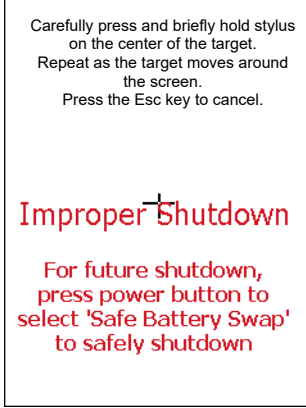 Carefully press and briefly hold stylus
on the center of the target.
Repeat as the target moves around
the screen.
Press the Esc key to cancel.
Improper Shutdown
For future shutdown,
press power button to
select 'Safe Battery Swap'
to safely shutdown